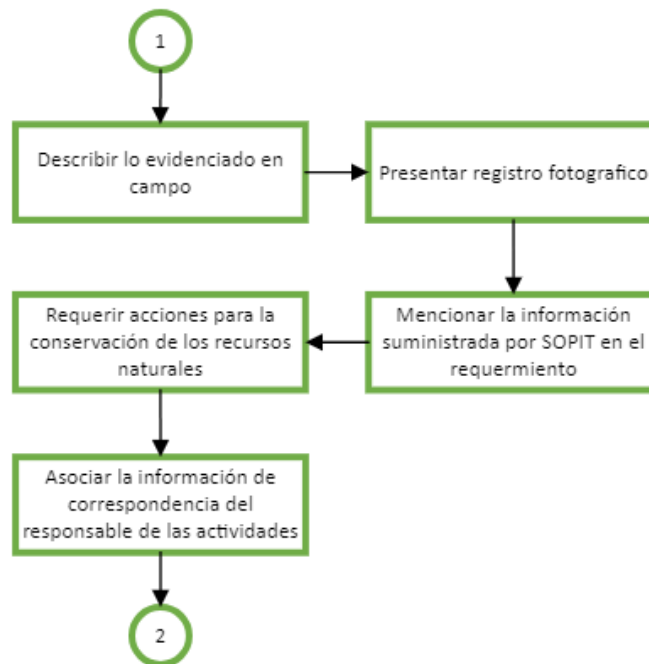 1
Describir lo evidenciado en
campo
Presentar registro fotografico
Mencionar la información
suministrada por SOPIT en el
requermiento
Requerir acciones para la
conservación de los recursos
naturales
Asociar la información de
correspondencia del
responsable de las actividades
2